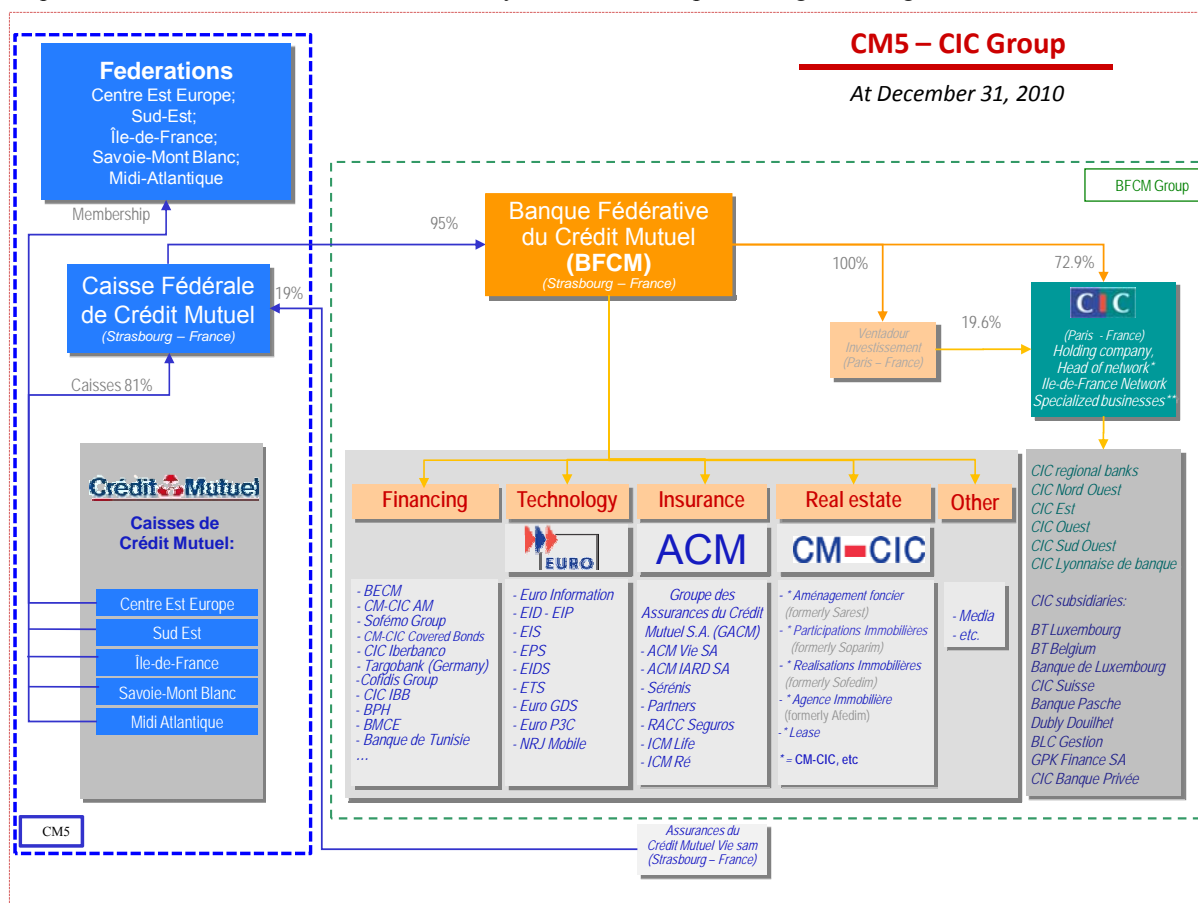 CM5 – CIC Group
At December 31, 2010
Federations
Centre Est Europe;
Sud-Est;
Île-de-France;
Savoie-Mont Blanc;
Midi-Atlantique
BFCM Group
Membership
95%
Banque Fédérative
du Crédit Mutuel
(BFCM)
(Strasbourg – France)
100%
72.9%
Caisse Fédérale
de Crédit Mutuel
(Strasbourg – France)
19%
Ventadour
Investissement
(Paris – France)
19.6%
CIC
(Paris - France)
Holding company,
Head of network*
Ile-de-France Network
Specialized businesses**
Caisses 81%
Crédit Mutuel
Caisses de
Crédit Mutuel:
Centre Est Europe
Sud Est
Île-de-France
Savoie-Mont Blanc
Midi Atlantique
CM5
Financing
- BECM
- CM-CIC AM
- Sofémo Group
- CM-CIC Covered Bonds
- CIC Iberbanco
- Targobank (Germany)
- Cofidis Group
- CIC IBB
- BPH
- BMCE
- Banque de Tunisie
...
Technology
EURO
- Euro Information
- EID - EIP
- EIS
- EPS
- EIDS
- ETS
- Euro GDS
- Euro P3C
- NRJ Mobile
Insurance
ACM
Groupe des
Assurances du Crédit
Mutuel S.A. (GACM)
- ACM Vie SA
- ACM IARD SA
- Sérénis
- Partners
- RACC Seguros
- ICM Life
- ICM Ré
Real estate
CM-CIC
- * Aménagement foncier
(formerly Sarest)
- * Participations Immobilières
(formerly Soparim)
- * Realisations Immobilières
(formerly Sofedim)
- * Agence Immobilière
(formerly Afedim)
- * Lease
* = CM-CIC, etc
Other
- Media
- etc.
CIC regional banks
CIC Nord Ouest
CIC Est
CIC Ouest
CIC Sud Ouest
CIC Lyonnaise de banque
CIC subsidiaries:
BT Luxembourg
BT Belgium
Banque de Luxembourg
CIC Suisse
Banque Pasche
Dubly Douilhet
BLC Gestion
GPK Finance SA
CIC Banque Privée
Assurances du
Crédit Mutuel Vie sam
(Strasbourg – France)